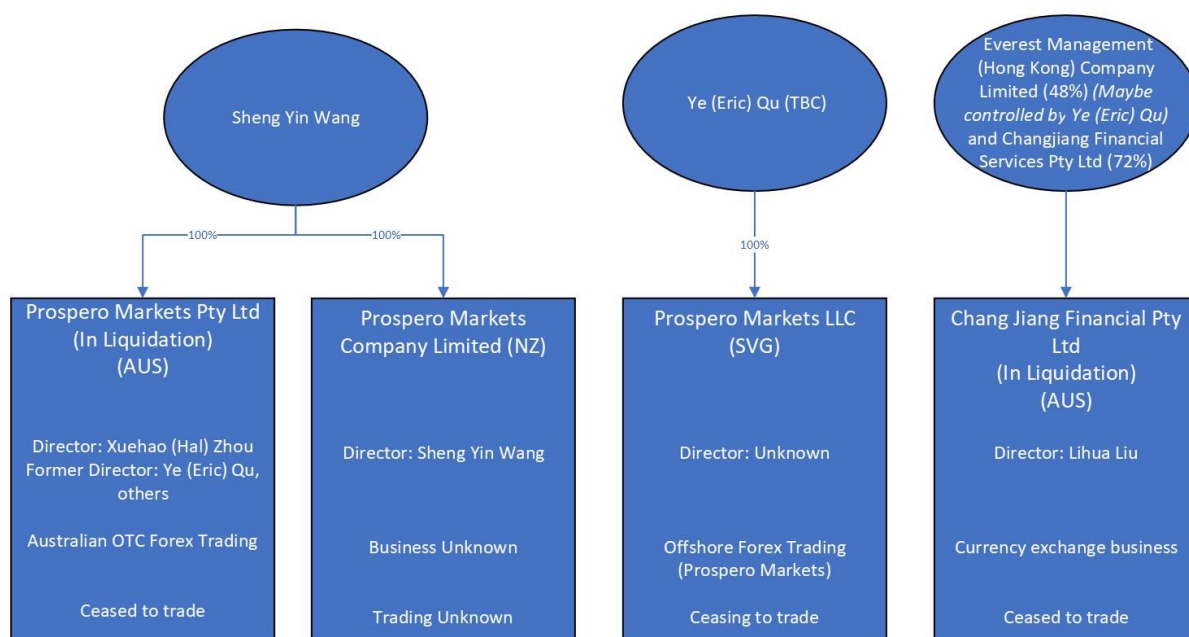 Sheng Yin Wang
Ye (Eric) Qu (TBC)
Everest Management
(Hong Kong) Company
Limited (48%) (Maybe
controlled by Ye (Eric) Qu)
and Changjiang Financial
Services Pty Ltd (72%)
100%
100%
100%
Prospero Markets Pty Ltd
(In Liquidation)
(AUS)
Director: Xuehao (Hal) Zhou
Former Director: Ye (Eric) Qu,
others
Australian OTC Forex Trading
Ceased to trade
Prospero Markets
Company Limited (NZ)
Director: Sheng Yin Wang
Business Unknown
Trading Unknown
Prospero Markets LLC
(SVG)
Director: Unknown
Offshore Forex Trading
(Prospero Markets)
Ceasing to trade
Chang Jiang Financial Pty
Ltd
(In Liquidation)
(AUS)
Director: Lihua Liu
Currency exchange business
Ceased to trade